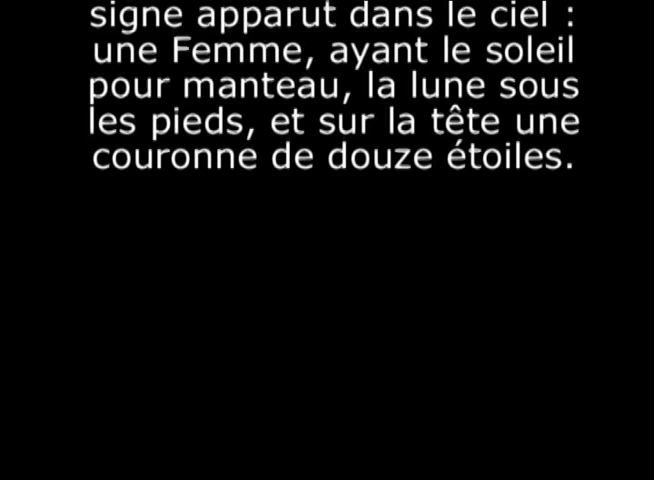 signe apparut dans le ciel :
une Femme, ayant le soleil
pour manteau, la lune sous
les pieds, et sur la tête une
couronne de douze étoiles.